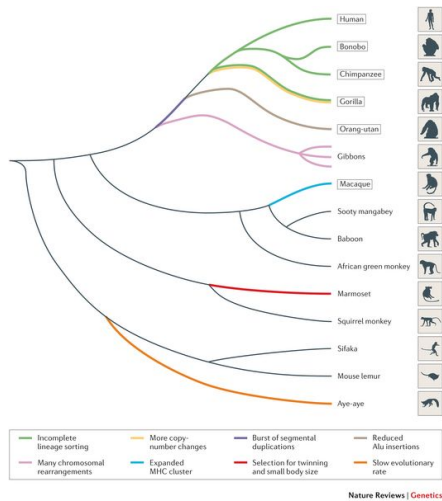 Human
Bonobo
Chimpanzee
Gorilla
Orang-utan
Gibbons
Macaque
Sooty mangabey
Baboon
African green monkey
Marmoset
Squirrel monkey
Sifaka
Mouse lemur
Aye-aye
Incomplete
lineage sorting
More copy-
number changes
Burst of segmental
duplications
Reduced
Alu insertions
Many chromosomal
rearrangements
Expanded
MHC cluster
Selection for twinning
and small body size
Slow evolutionary
rate
Nature Reviews | Genetics